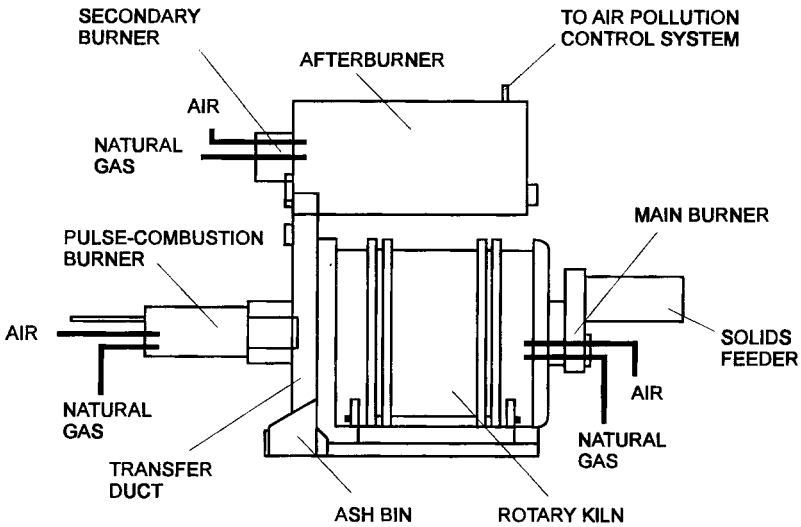 SECONDARY
BURNER
TO AIR POLLUTION
CONTROL SYSTEM
AFTERBURNER
AIR
NATURAL
GAS
MAIN BURNER
PULSE-COMBUSTION
BURNER
AIR
SOLIDS
FEEDER
AIR
NATURAL
GAS
NATURAL
GAS
TRANSFER
DUCT
ASH BIN
ROTARY KILN